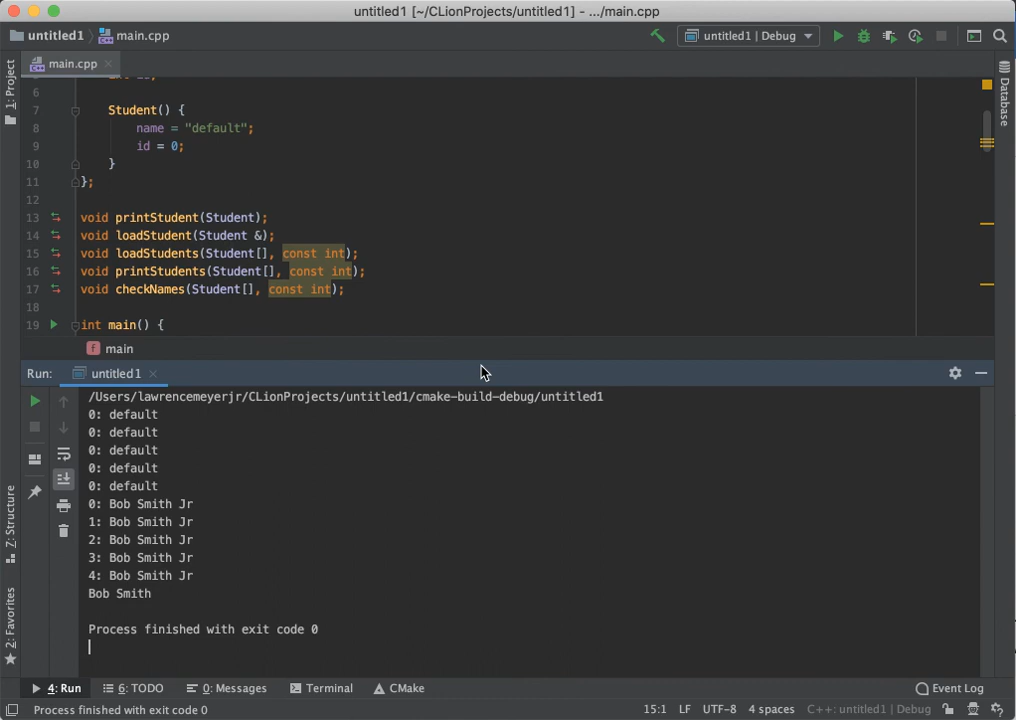 untitled1 [~/CLionProjects/untitled1] - .../main.cpp
untitled1
main.cpp
untitled1 | Debug
main.cpp
1: Project
Database
6
7 Student() {
8 name = "default";
9 id = 0;
10 }
11 };
12
13 void printStudent(Student);
14 void loadStudent(Student &);
15 void loadStudents(Student[], const int);
16 void printStudents(Student[], const int);
17 void checkNames(Student[], const int);
18
19 int main() {
f main
Run: untitled1
/Users/lawrencemeyerjr/CLionProjects/untitled1/cmake-build-debug/untitled1
0: default
0: default
0: default
0: default
0: default
0: Bob Smith Jr
1: Bob Smith Jr
2: Bob Smith Jr
3: Bob Smith Jr
4: Bob Smith Jr
Bob Smith
Process finished with exit code 0
Z: Structure
2: Favorites
4: Run 6: TODO 0: Messages Terminal CMake Event Log
Process finished with exit code 0 15:1 LF UTF-8 4 spaces C++: untitled1 | Debug